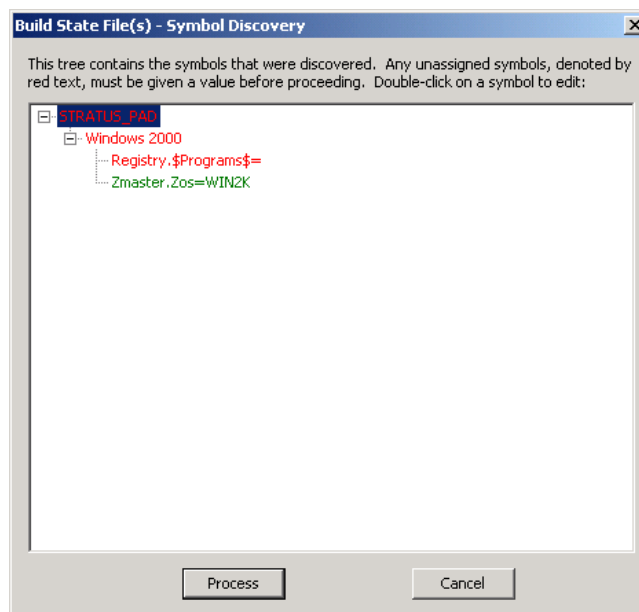 Build State File(s) - Symbol Discovery
This tree contains the symbols that were discovered. Any unassigned symbols, denoted by
red text, must be given a value before proceeding. Double-click on a symbol to edit:
STRATUS_PAD
Windows 2000
Registry.$Programs$=
Zmaster.Zos=WIN2K
Process
Cancel